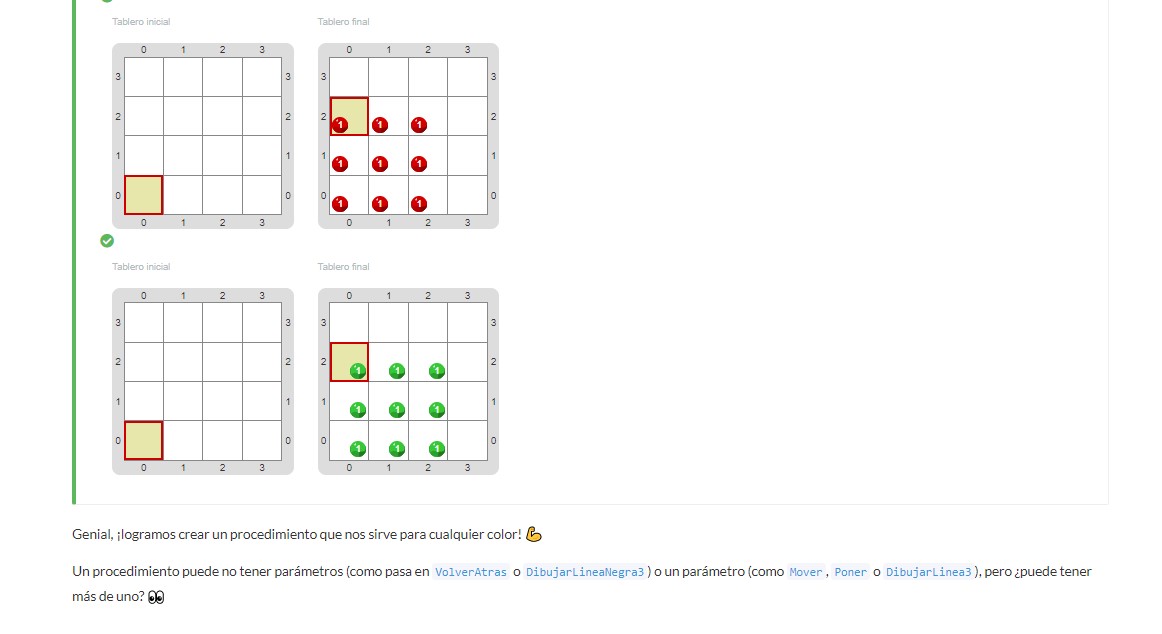 Tablero inicial Tablero final
0 1 2 3 0 1 2 3
3 3 3 3
2 2 2 1 1 1 2
1 1 1 1 1 1 1
0 0 0 1 1 1 0
0 1 2 3 0 1 2 3
Tablero inicial Tablero final
0 1 2 3 0 1 2 3
3 3 3 3
2 2 2 1 1 1 2
1 1 1 1 1 1 1
0 0 0 1 1 1 0
0 1 2 3 0 1 2 3
Genial, ¡logramos crear un procedimiento que nos sirve para cualquier color! 💪
Un procedimiento puede no tener parámetros (como pasa en VolverAtras o DibujarLineaNegra3) o un parámetro (como Mover, Poner o DibujarLinea3), pero ¿puede tener
más de uno? 👀